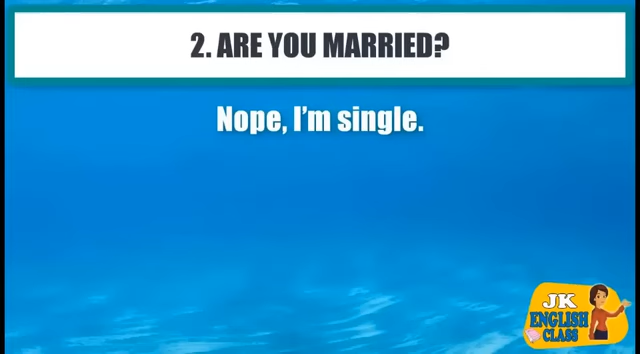 2. ARE YOU MARRIED?
Nope, I'm single.
JK
ENGLISH
CLASS